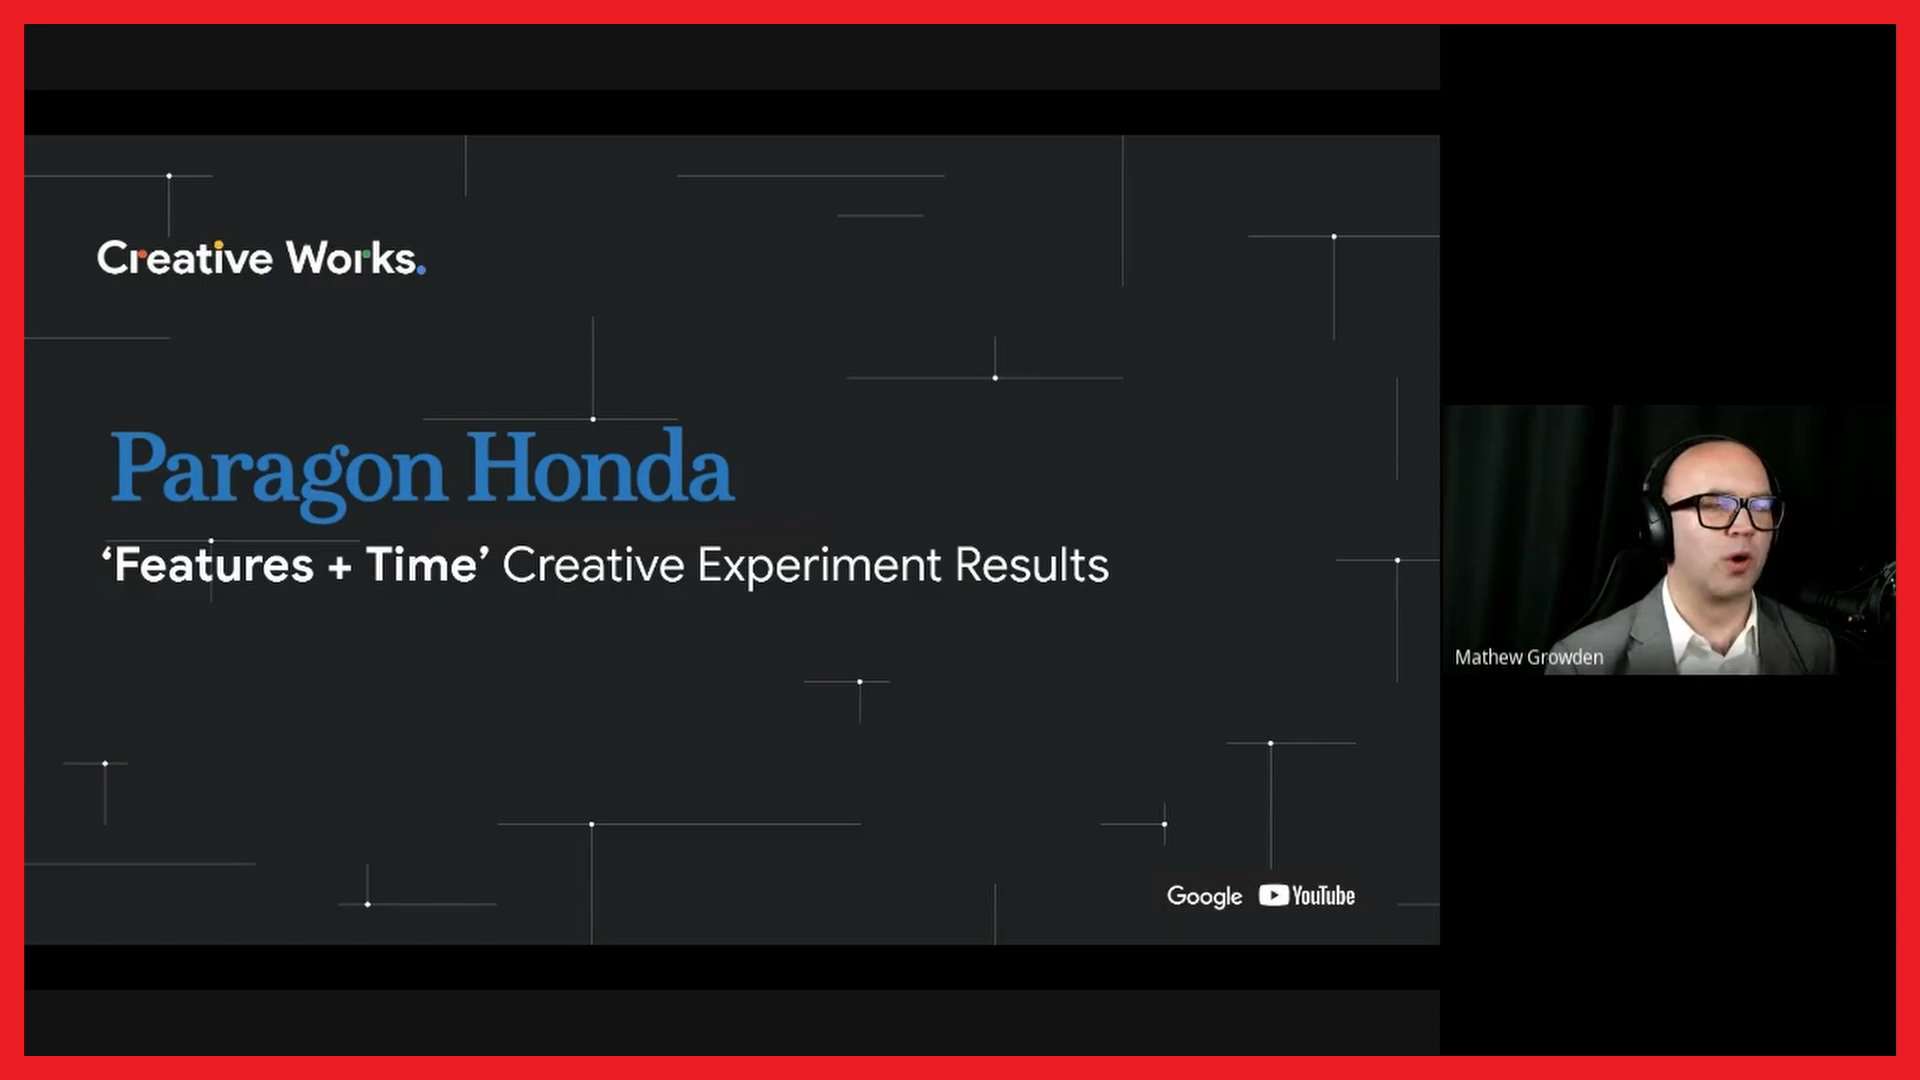 Creative Works.
Paragon Honda
‘Features + Time’ Creative Experiment Results
Mathew Growden
Google YouTube